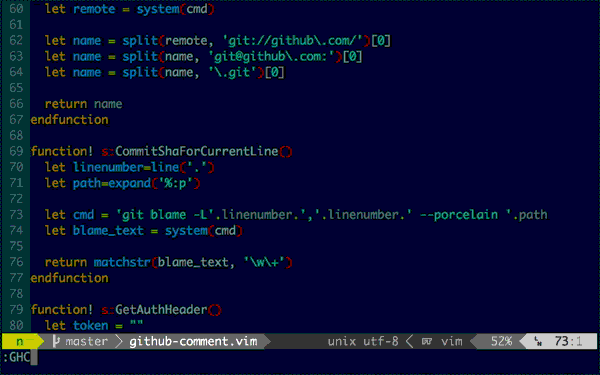 60 let remote = system(cmd)
61
62 let name = split(remote, 'git://github\.com/')[0]
63 let name = split(name, 'git@github\.com:')[0]
64 let name = split(name, '\.git')[0]
65
66 return name
67 endfunction
68
69 function! s:CommitShaForCurrentLine()
70 let linenumber=line('.')
71 let path=expand('%:p')
72
73 let cmd = 'git blame -L'.linenumber.','.linenumber.' --porcelain '.path
74 let blame_text = system(cmd)
75
76 return matchstr(blame_text, '\w\+')
77 endfunction
78
79 function! s:GetAuthHeader()
80 let token = ""
n master github-comment.vim unix utf-8 vim 52% 73:1
:GHC